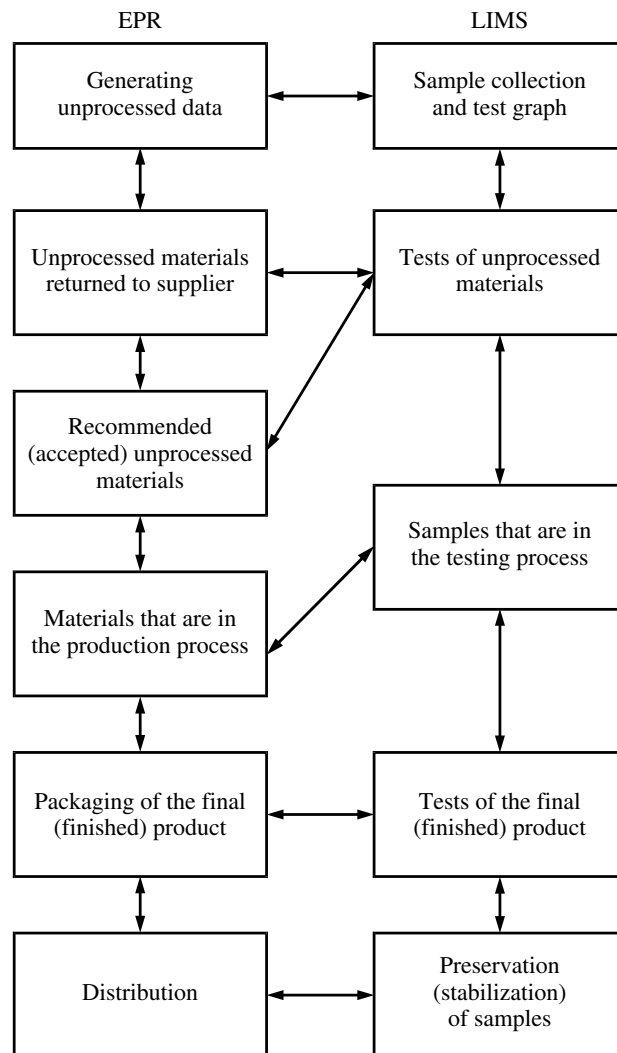 EPR
LIMS
Generating
unprocessed data
Sample collection
and test graph
Unprocessed materials
returned to supplier
Tests of unprocessed
materials
Recommended
(accepted) unprocessed
materials
Samples that are in
the testing process
Materials that are in
the production process
Packaging of the final
(finished) product
Tests of the final
(finished) product
Distribution
Preservation
(stabilization)
of samples